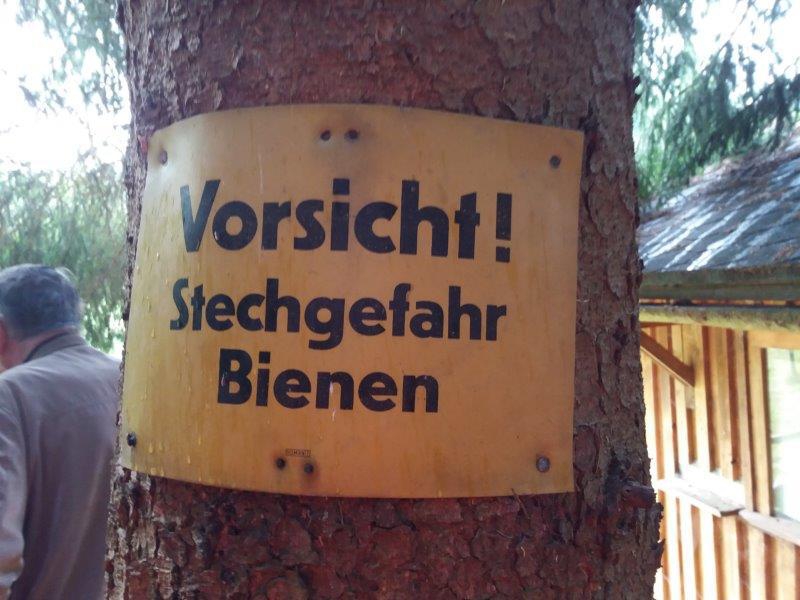 Vorsicht!
Stechgefahr
Bienen